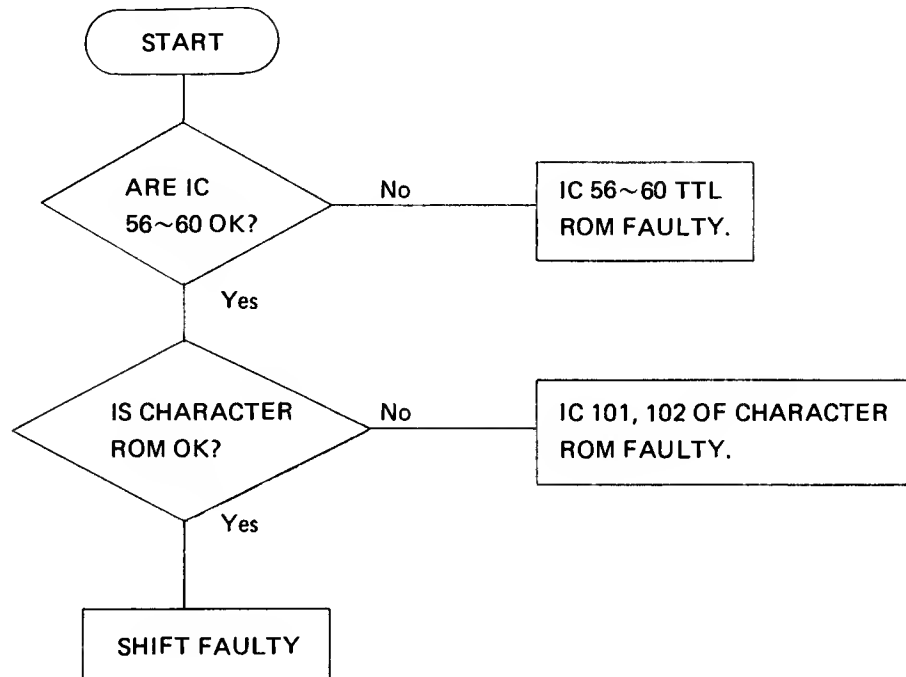 START
ARE IC
56~60 OK?
No
IC 56~60 TTL
ROM FAULTY.
Yes
IS CHARACTER
ROM OK?
No
IC 101, 102 OF CHARACTER
ROM FAULTY.
Yes
SHIFT FAULTY